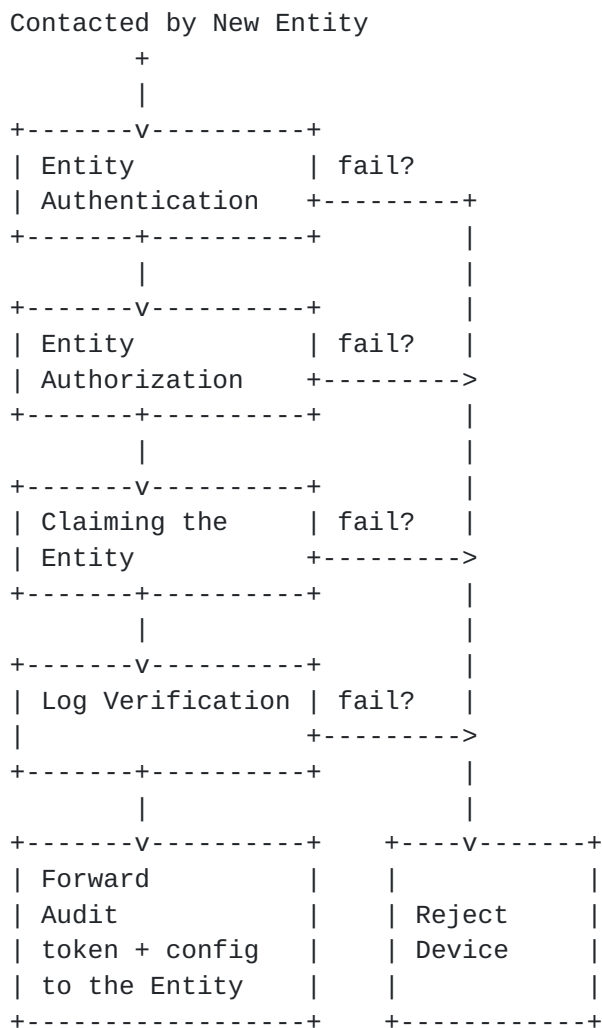 Contacted by New Entity
         +
         |
+-------v----------+
| Entity           | fail?
| Authentication   +---------+
+-------+----------+         |
        |                    |
+-------v----------+         |
| Entity           | fail?   |
| Authorization    +--------->
+-------+----------+         |
        |                    |
+-------v----------+         |
| Claiming the     | fail?   |
| Entity           +--------->
+-------+----------+         |
        |                    |
+-------v----------+         |
| Log Verification | fail?   |
|                  +--------->
+-------+----------+         |
        |                    |
+-------v----------+    +----v-------+
| Forward          |    |            |
| Audit            |    | Reject     |
| token + config   |    | Device     |
| to the Entity    |    |            |
+------------------+    +------------+